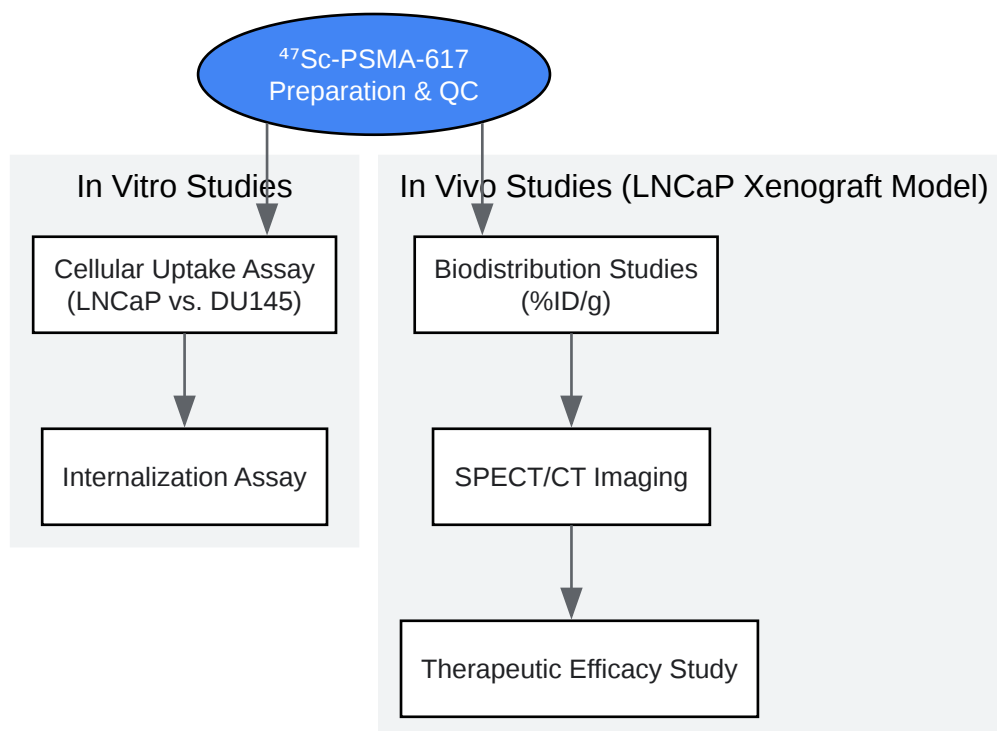 ⁴⁷Sc-PSMA-617
Preparation & QC
In Vitro Studies
Cellular Uptake Assay
(LNCaP vs. DU145)
Internalization Assay
In Vivo Studies (LNCaP Xenograft Model)
Biodistribution Studies
(%ID/g)
SPECT/CT Imaging
Therapeutic Efficacy Study